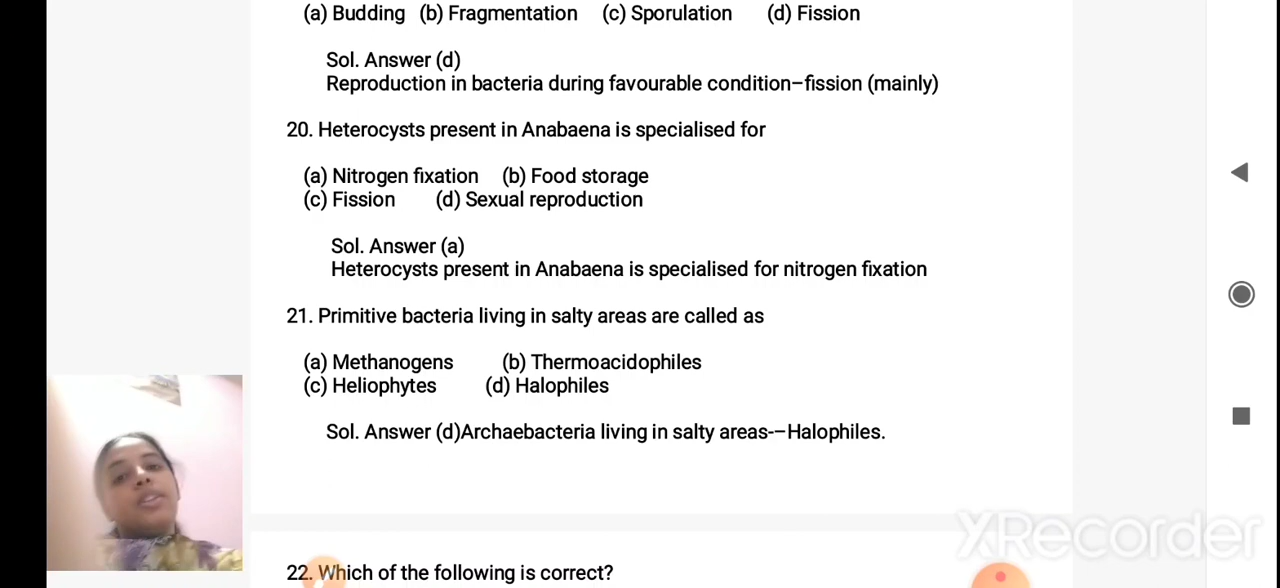 (a) Budding (b) Fragmentation (c) Sporulation (d) Fission
Sol. Answer (d)
Reproduction in bacteria during favourable condition–fission (mainly)
20. Heterocysts present in Anabaena is specialised for
(a) Nitrogen fixation (b) Food storage
(c) Fission (d) Sexual reproduction
Sol. Answer (a)
Heterocysts present in Anabaena is specialised for nitrogen fixation
21. Primitive bacteria living in salty areas are called as
(a) Methanogens (b) Thermoacidophiles
(c) Heliophytes (d) Halophiles
Sol. Answer (d)Archaebacteria living in salty areas-–Halophiles.
XRecorder
22. Which of the following is correct?